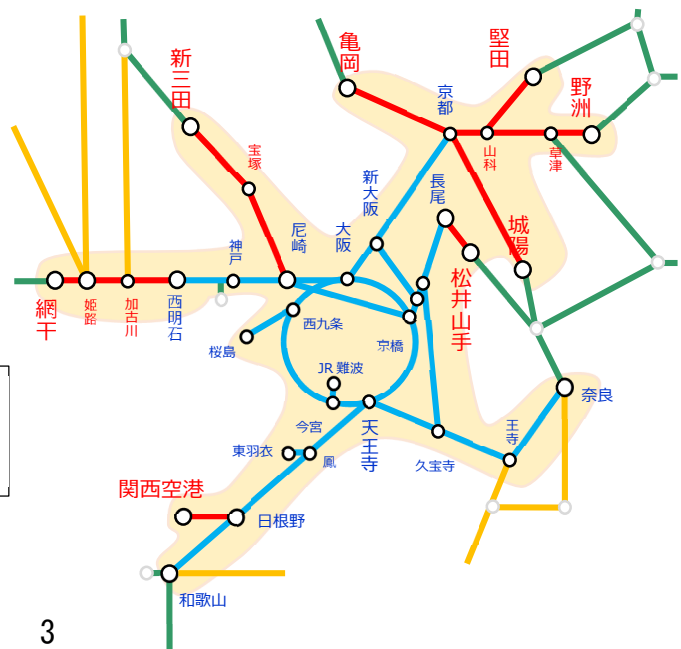 亀岡
堅田
新三田
京都
野洲
山科
草津
宝塚
新大阪
長尾
神戸
尼崎
大阪
城陽
松井山手
網干
姫路
加古川
西明石
西九条
桜島
京橋
JR難波
奈良
今宮
天王寺
王寺
東羽衣
鳳
久宝寺
関西空港
日根野
和歌山
3